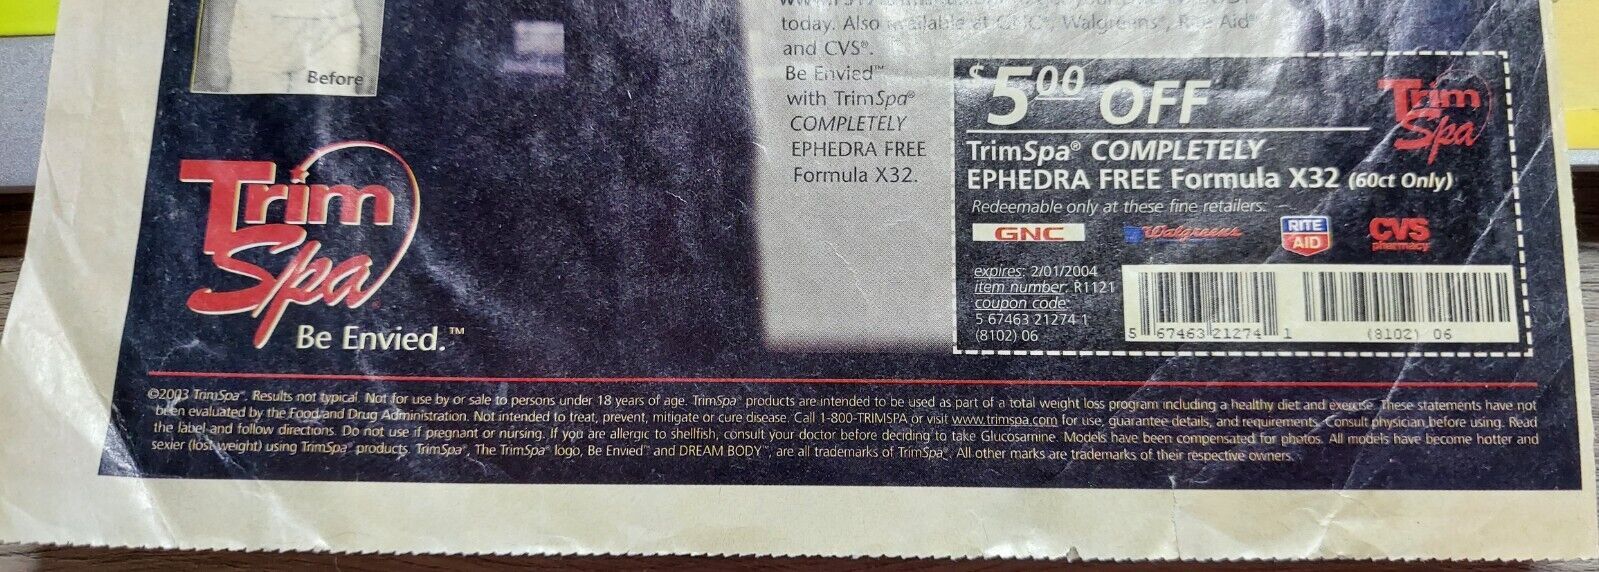 Before
today. Also available at GNC®, Walgreens®, Rite Aid®
and CVS®.
Be Envied™
with TrimSpa®
COMPLETELY
EPHEDRA FREE
Formula X32.
Trim
Spa®
Be Envied.™
$5.00 OFF
Trim
Spa
TrimSpa® COMPLETELY
EPHEDRA FREE Formula X32 (60ct Only)
Redeemable only at these fine retailers:
GNC Walgreens RITE AID CVS pharmacy
expires: 2/01/2004
item number: R1121
coupon code:
5 67463 21274 1
(8102) 06
5 67463 21274 1 (8102) 06
©2003 TrimSpa®. Results not typical. Not for use by or sale to persons under 18 years of age. TrimSpa® products are intended to be used as part of a total weight loss program including a healthy diet and exercise. These statements have not
been evaluated by the Food and Drug Administration. Not intended to treat, prevent, mitigate or cure disease. Call 1-800-TRIMSPA or visit www.trimspa.com for use, guarantee details, and requirements. Consult physician before using. Read
the label and follow directions. Do not use if pregnant or nursing. If you are allergic to shellfish, consult your doctor before deciding to take Glucosamine. Models have been compensated for photos. All models have become hotter and
sexier (lost weight) using TrimSpa® products. TrimSpa®, The TrimSpa® logo, Be Envied™ and DREAM BODY™, are all trademarks of TrimSpa®. All other marks are trademarks of their respective owners.